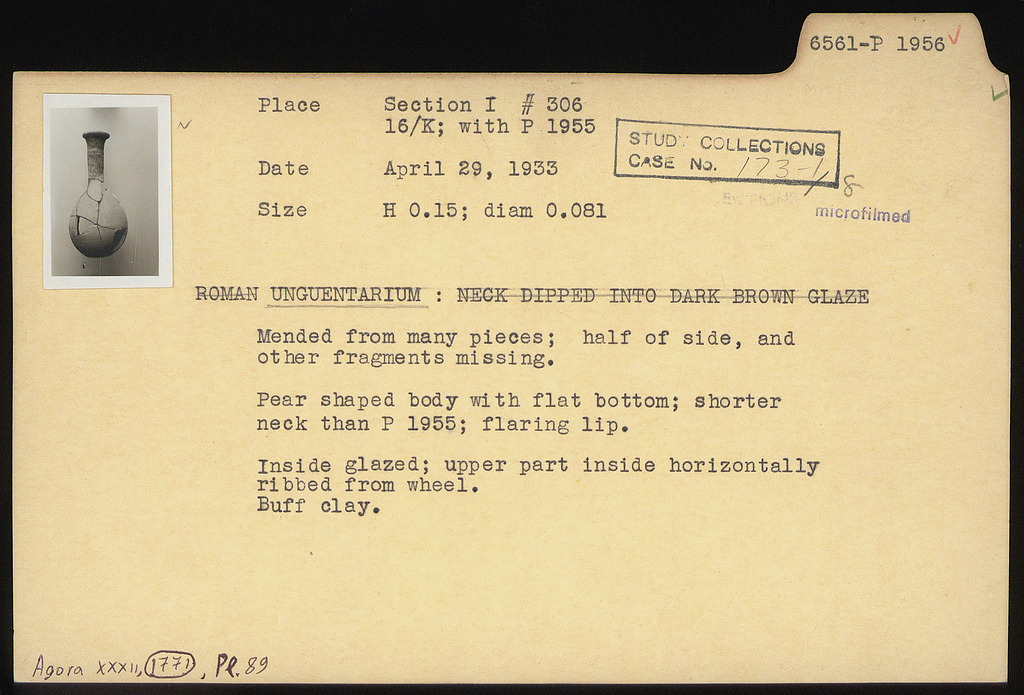 6561-P 1956
Place Section I # 306
16/K; with P 1955
STUDY COLLECTIONS
CASE No. 173-1/8
Date April 29, 1933
Size H 0.15; diam 0.081
microfilmed
ROMAN UNGUENTARIUM : NECK DIPPED INTO DARK BROWN GLAZE
Mended from many pieces; half of side, and
other fragments missing.
Pear shaped body with flat bottom; shorter
neck than P 1955; flaring lip.
Inside glazed; upper part inside horizontally
ribbed from wheel.
Buff clay.
Agora XXXII, 1771, Pl. 89